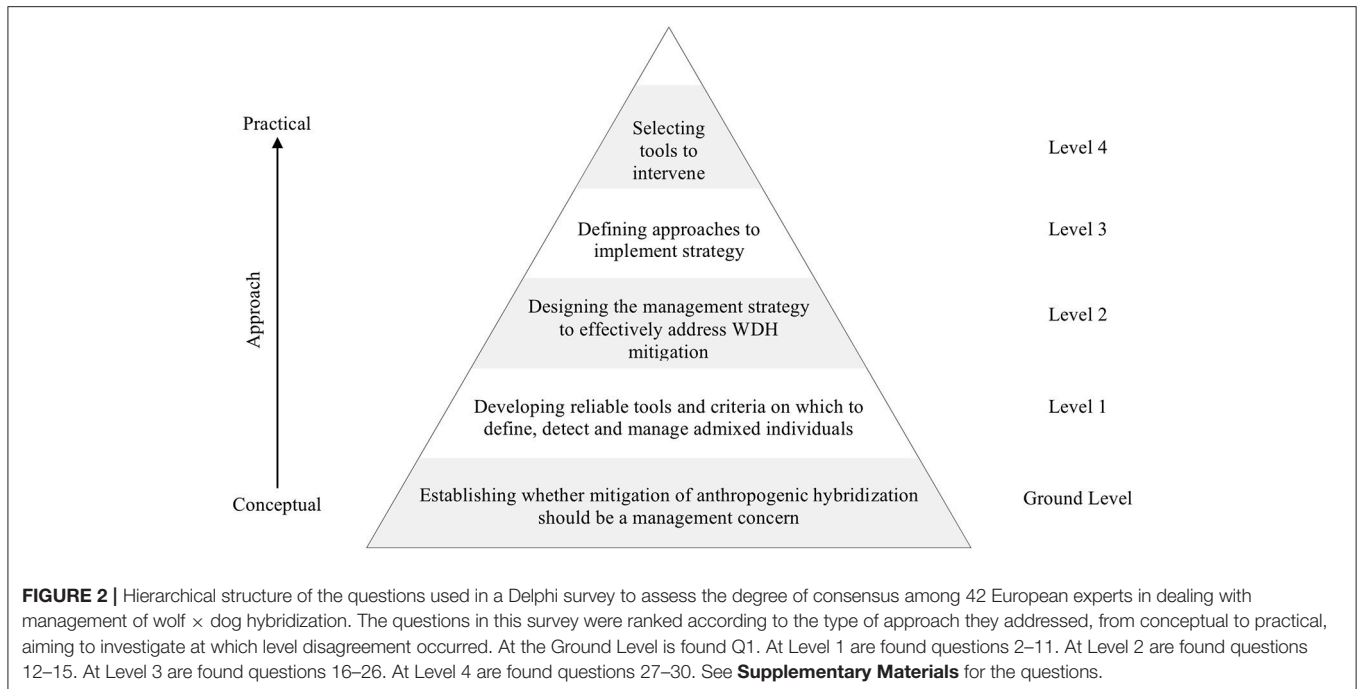 Practical
Selecting
tools to
intervene
Level 4
Defining approaches to
implement strategy
Level 3
Approach
Designing the management strategy
to effectively address WDH
mitigation
Level 2
Developing reliable tools and criteria on which to
define, detect and manage admixed individuals
Level 1
Conceptual
Establishing whether mitigation of anthropogenic hybridization
should be a management concern
Ground Level
FIGURE 2 | Hierarchical structure of the questions used in a Delphi survey to assess the degree of consensus among 42 European experts in dealing with
management of wolf × dog hybridization. The questions in this survey were ranked according to the type of approach they addressed, from conceptual to practical,
aiming to investigate at which level disagreement occurred. At the Ground Level is found Q1. At Level 1 are found questions 2–11. At Level 2 are found questions
12–15. At Level 3 are found questions 16–26. At Level 4 are found questions 27–30. See Supplementary Materials for the questions.